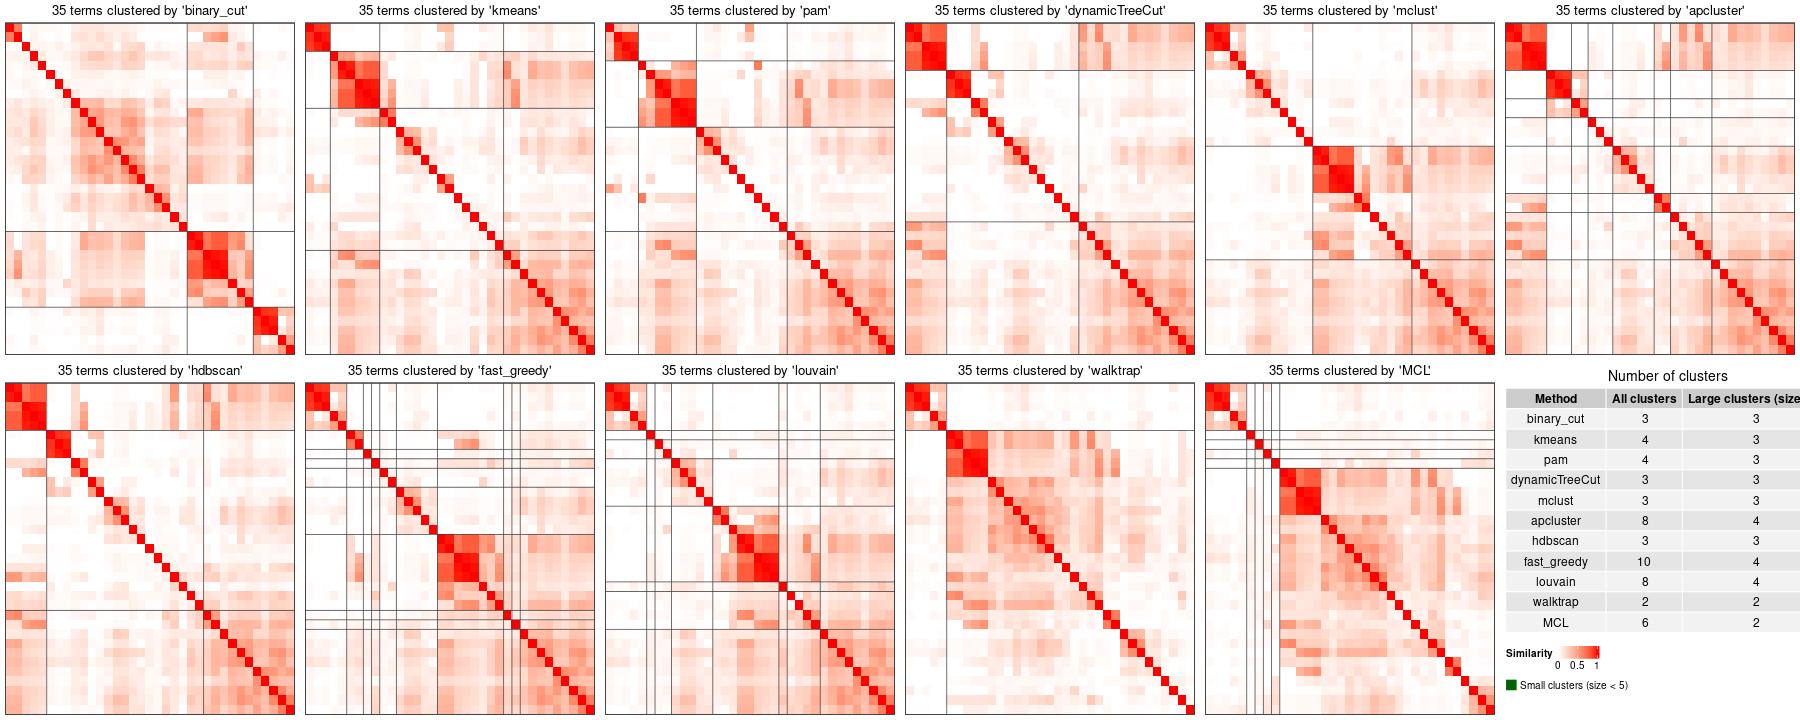 35 terms clustered by 'binary_cut'
35 terms clustered by 'kmeans'
35 terms clustered by 'pam'
35 terms clustered by 'dynamicTreeCut'
35 terms clustered by 'mclust'
35 terms clustered by 'apcluster'
35 terms clustered by 'hdbscan'
35 terms clustered by 'fast_greedy'
35 terms clustered by 'louvain'
35 terms clustered by 'walktrap'
35 terms clustered by 'MCL'
Number of clusters
Method All clusters Large clusters (size
binary_cut 3 3
kmeans 4 3
pam 4 3
dynamicTreeCut 3 3
mclust 3 3
apcluster 8 4
hdbscan 3 3
fast_greedy 10 4
louvain 8 4
walktrap 2 2
MCL 6 2
Similarity
0 0.5 1
Small clusters (size < 5)